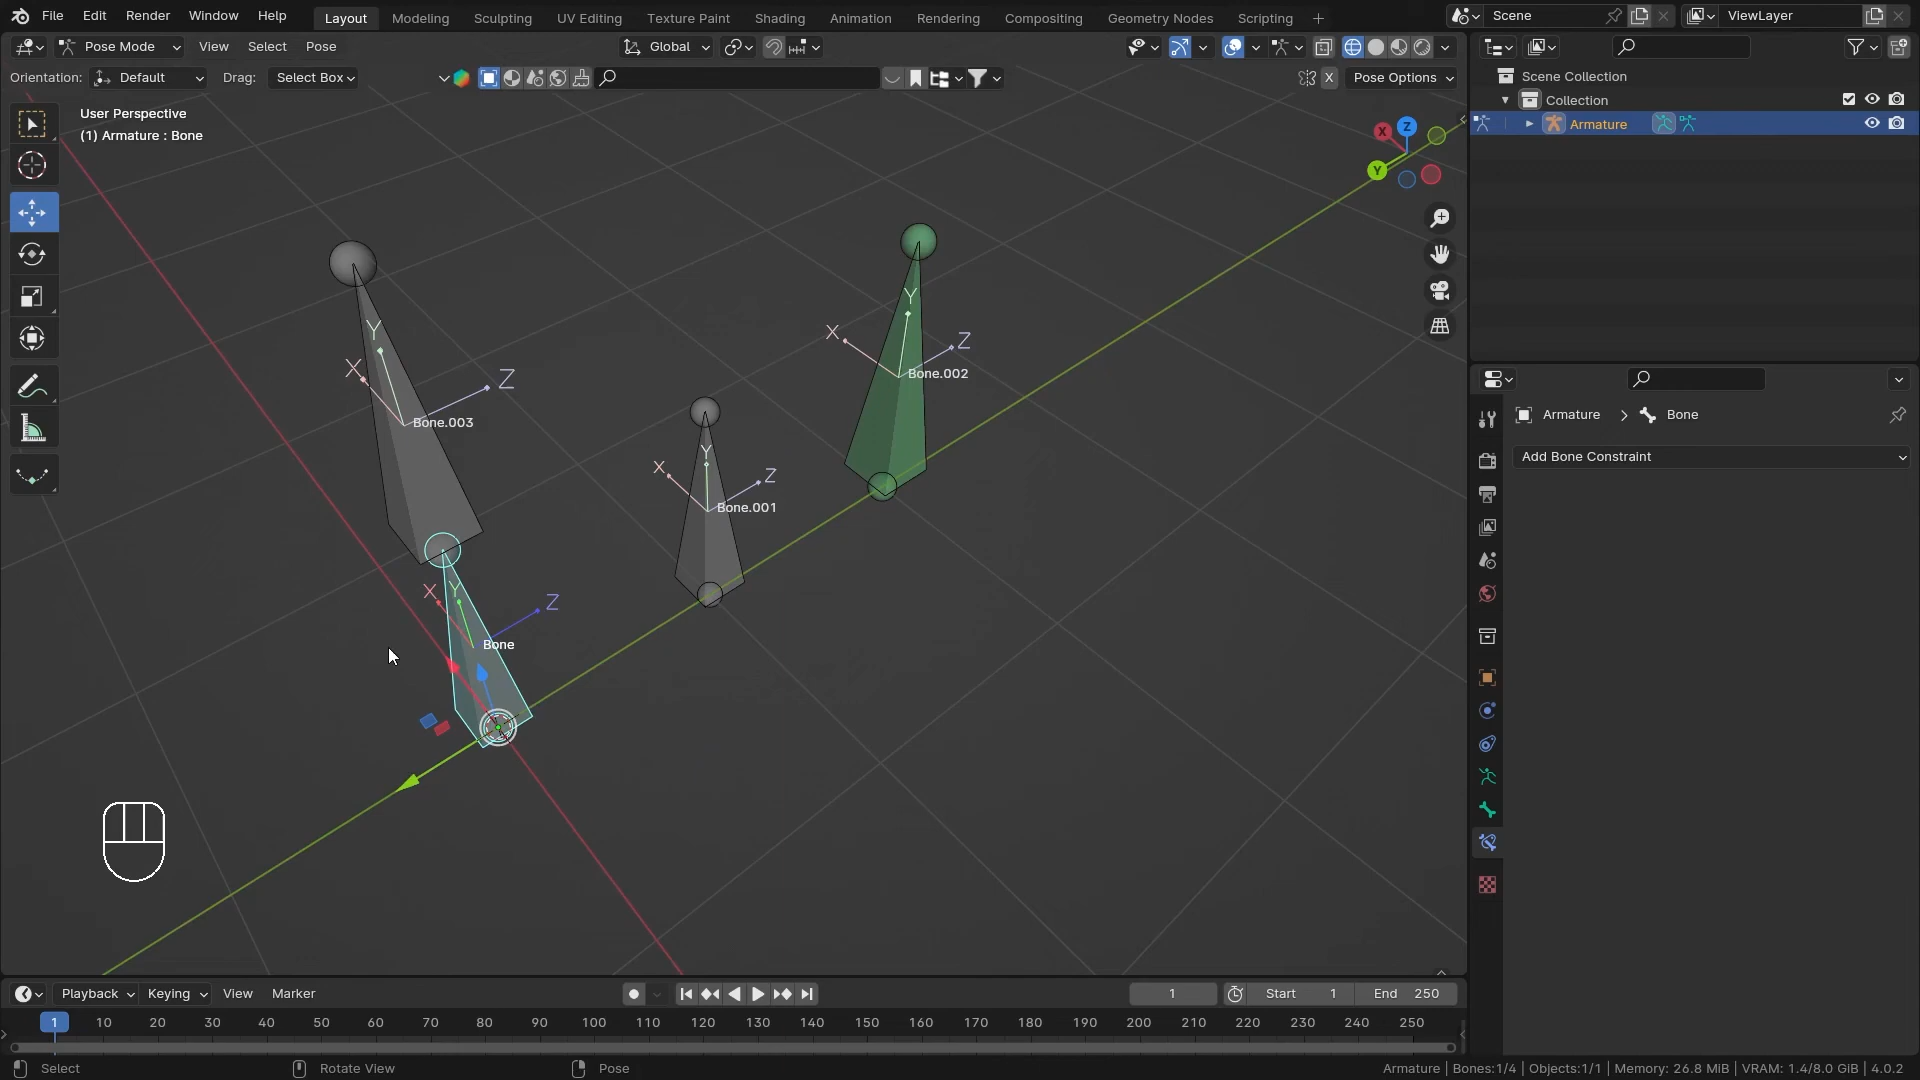 File Edit Render Window Help Layout Modeling Sculpting UV Editing Texture Paint Shading Animation Rendering Compositing Geometry Nodes Scripting + Scene ViewLayer
Pose Mode View Select Pose Global
Orientation: Default Drag: Select Box X Pose Options
User Perspective
(1) Armature : Bone
X Z Y
Scene Collection
Collection
Armature
Y
X Z
Bone.003
Y
X Z
Bone.002
Y
X Z
Bone.001
X Y Z
Bone
Armature > Bone
Add Bone Constraint
Playback Keying View Marker 1 Start 1 End 250
1 10 20 30 40 50 60 70 80 90 100 110 120 130 140 150 160 170 180 190 200 210 220 230 240 250
Select Rotate View Pose Armature | Bones:1/4 | Objects:1/1 | Memory: 26.8 MiB | VRAM: 1.4/8.0 GiB | 4.0.2